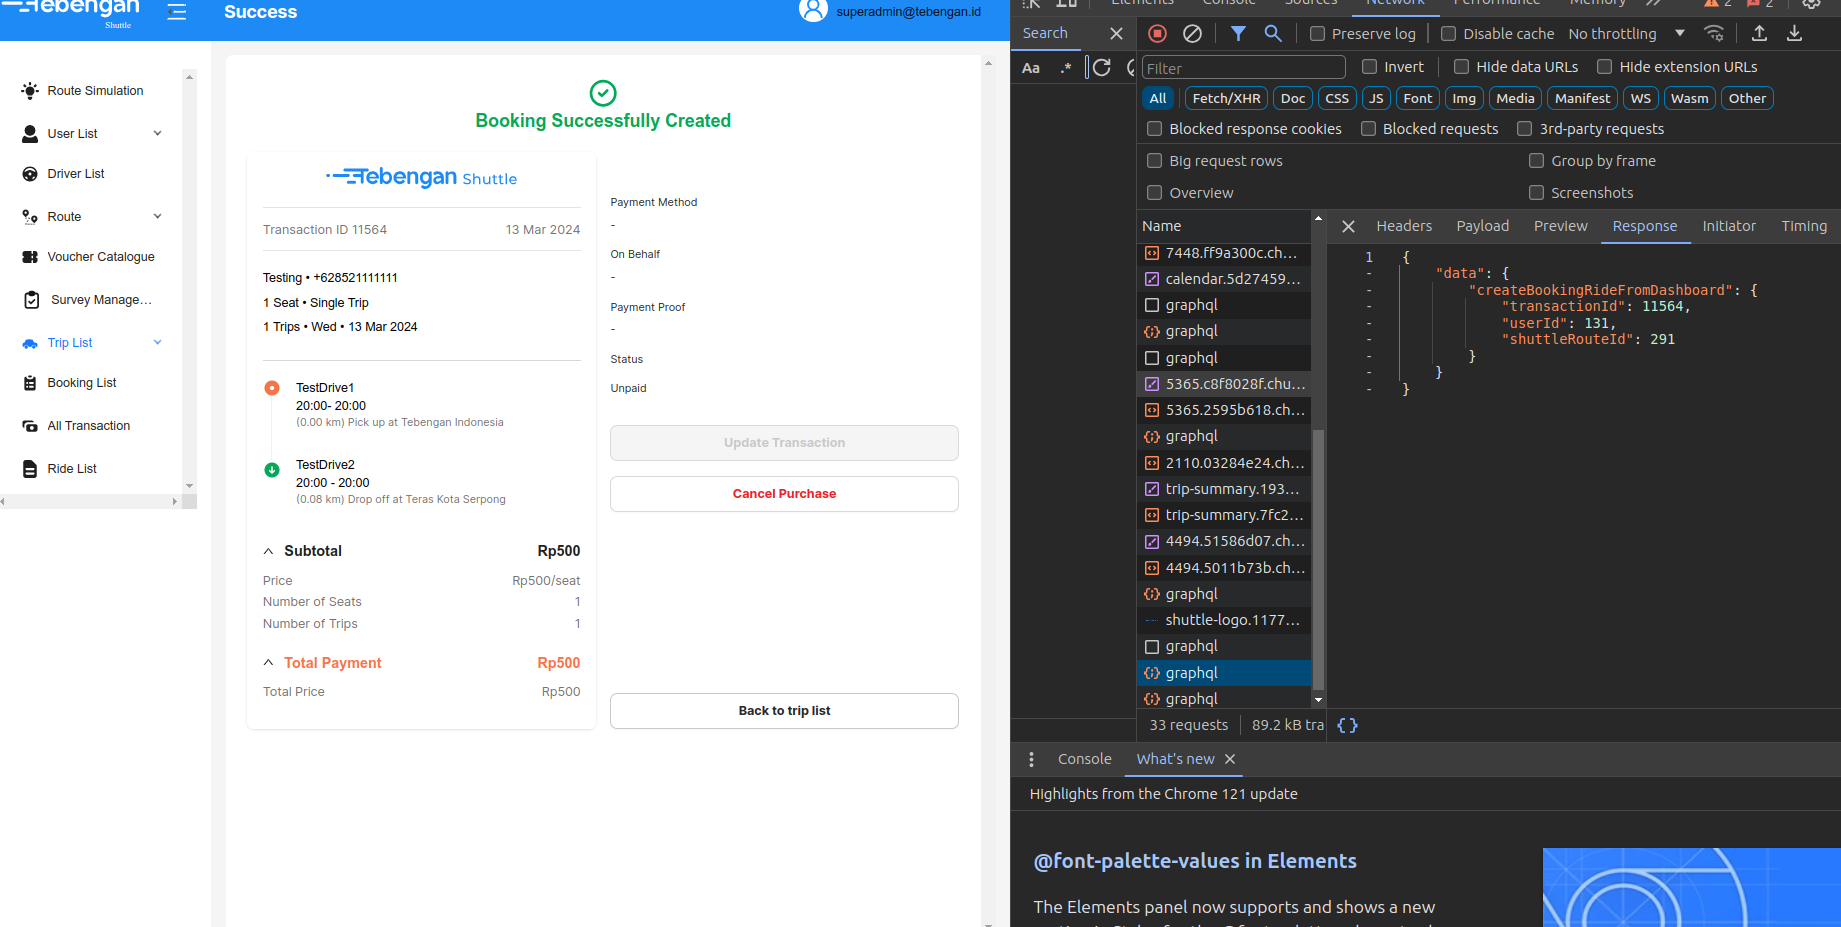 Tebengan
Shuttle
Success
superadmin@tebengan.id
Route Simulation
User List
Driver List
Route
Voucher Catalogue
Survey Manage...
Trip List
Booking List
All Transaction
Ride List
Booking Successfully Created
Tebengan Shuttle
Transaction ID 11564 13 Mar 2024
Testing • +628521111111
1 Seat • Single Trip
1 Trips • Wed • 13 Mar 2024
TestDrive1
20:00- 20:00
(0.00 km) Pick up at Tebengan Indonesia
TestDrive2
20:00 - 20:00
(0.08 km) Drop off at Teras Kota Serpong
Subtotal Rp500
Price Rp500/seat
Number of Seats 1
Number of Trips 1
Total Payment Rp500
Total Price Rp500
Payment Method
-
On Behalf
-
Payment Proof
-
Status
Unpaid
Update Transaction
Cancel Purchase
Back to trip list
Elements Console Sources Network Performance Memory 2 2
Search
Aa .*
Preserve log Disable cache No throttling
Filter Invert Hide data URLs Hide extension URLs
All Fetch/XHR Doc CSS JS Font Img Media Manifest WS Wasm Other
Blocked response cookies Blocked requests 3rd-party requests
Big request rows Group by frame
Overview Screenshots
Name
7448.ff9a300c.ch...
calendar.5d27459...
graphql
graphql
graphql
5365.c8f8028f.chu...
5365.2595b618.ch...
graphql
2110.03284e24.ch...
trip-summary.193...
trip-summary.7fc2...
4494.51586d07.ch...
4494.5011b73b.ch...
graphql
shuttle-logo.1177...
graphql
graphql
graphql
33 requests 89.2 kB tra
Headers Payload Preview Response Initiator Timing
1 {
- "data": {
- "createBookingRideFromDashboard": {
- "transactionId": 11564,
- "userId": 131,
- "shuttleRouteId": 291
- }
- }
- }
{ }
Console What's new
Highlights from the Chrome 121 update
@font-palette-values in Elements
The Elements panel now supports and shows a new